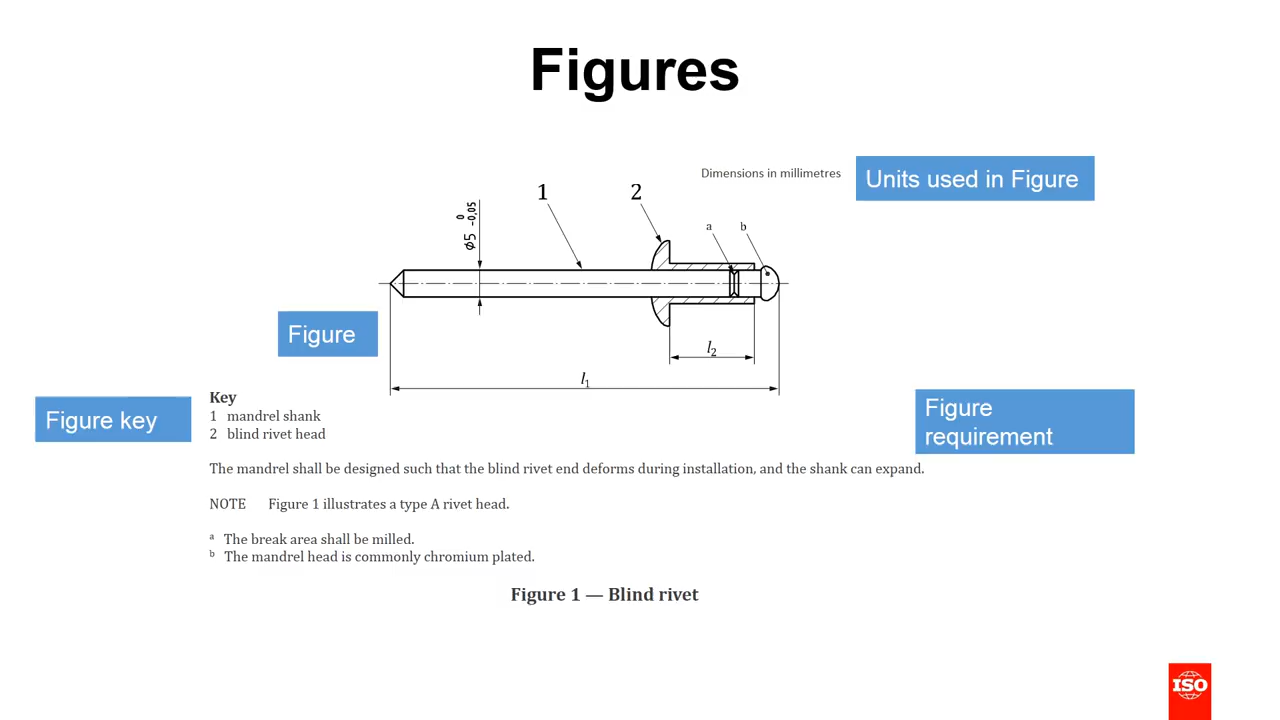 Figures
Dimensions in millimetres
Units used in Figure
1
2
a
b
⌀5 0 -0,05
Figure
l2
l1
Figure key
Key
1 mandrel shank
2 blind rivet head
Figure
requirement
The mandrel shall be designed such that the blind rivet end deforms during installation, and the shank can expand.
NOTE Figure 1 illustrates a type A rivet head.
a The break area shall be milled.
b The mandrel head is commonly chromium plated.
Figure 1 — Blind rivet
ISO